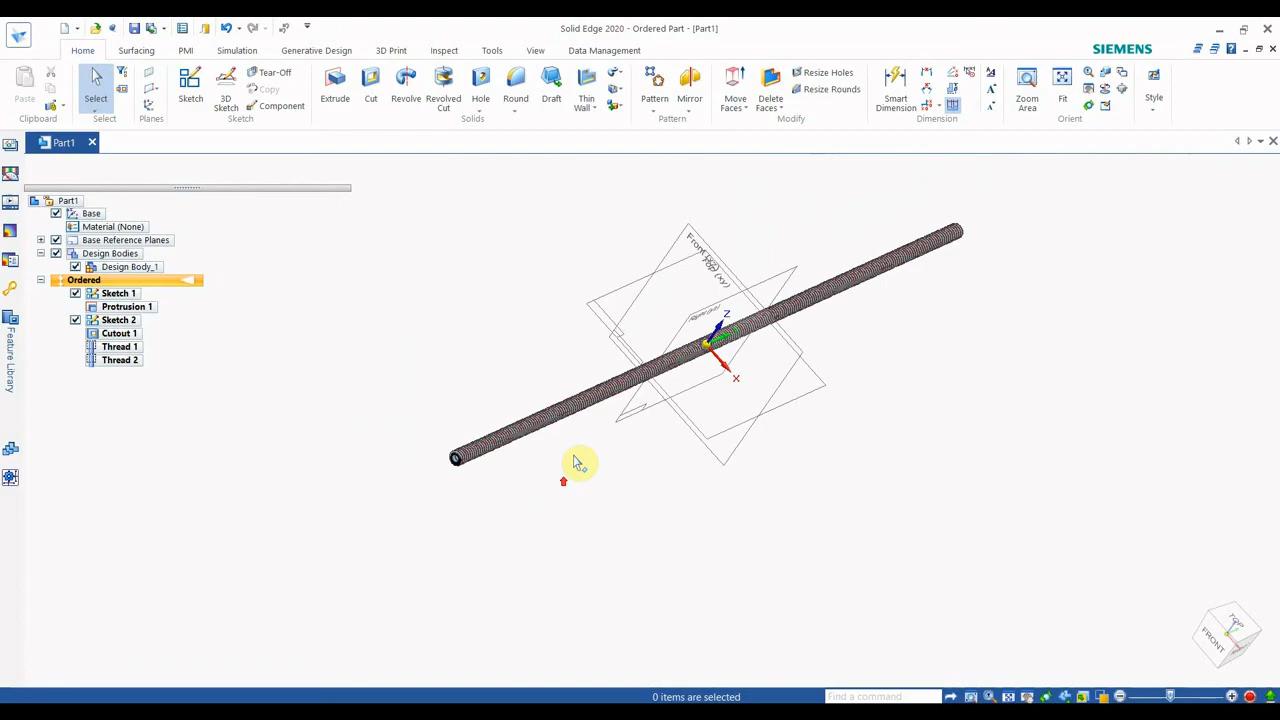 Solid Edge 2020 - Ordered Part - [Part1]
Home
Surfacing
PMI
Simulation
Generative Design
3D Print
Inspect
Tools
View
Data Management
SIEMENS
Paste
Clipboard
Select
Select
Planes
Sketch
3D Sketch
Tear-Off
Copy
Component
Sketch
Extrude
Cut
Revolve
Revolved Cut
Hole
Round
Draft
Thin Wall
Solids
Pattern
Mirror
Pattern
Move Faces
Delete Faces
Resize Holes
Resize Rounds
Modify
Smart Dimension
Dimension
Zoom Area
Fit
Orient
Style
Part1
Feature Library
Part1
Base
Material (None)
Base Reference Planes
Design Bodies
Design_Body_1
Ordered
Sketch 1
Protrusion 1
Sketch 2
Cutout 1
Thread 1
Thread 2
Top (xy)
Z
X
TOP
FRONT
0 items are selected
Find a command